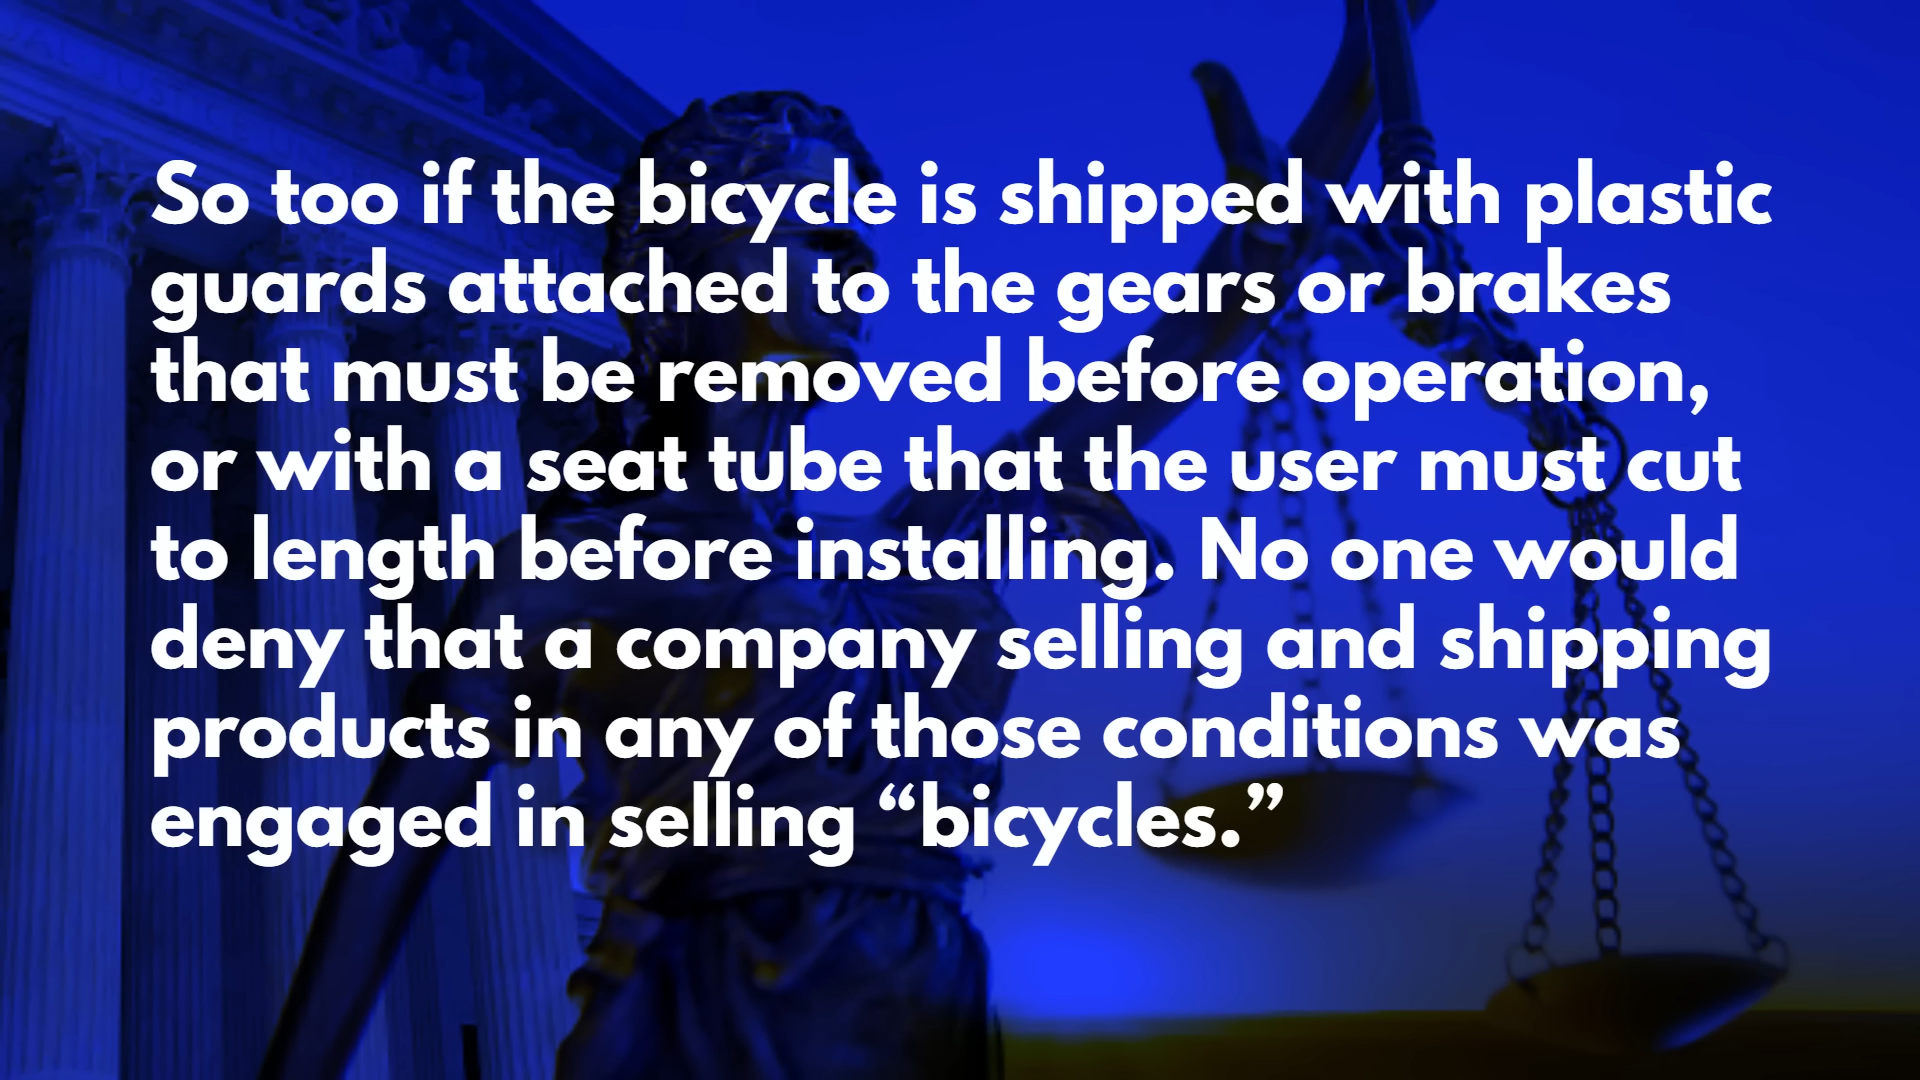 So too if the bicycle is shipped with plastic
guards attached to the gears or brakes
that must be removed before operation,
or with a seat tube that the user must cut
to length before installing. No one would
deny that a company selling and shipping
products in any of those conditions was
engaged in selling “bicycles.”